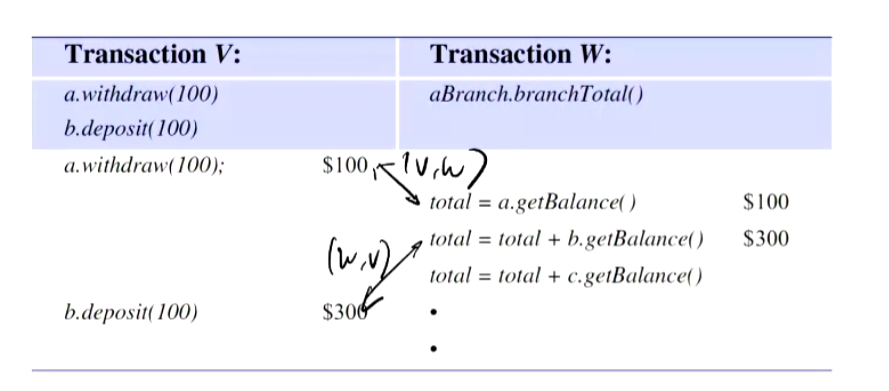 Transaction V: Transaction W:
a.withdraw(100) aBranch.branchTotal()
b.deposit(100)
a.withdraw(100); $100 (V,W)
total = a.getBalance( ) $100
total = total + b.getBalance( ) $300
(W,V)
total = total + c.getBalance( )
b.deposit( 100) $300 •
•